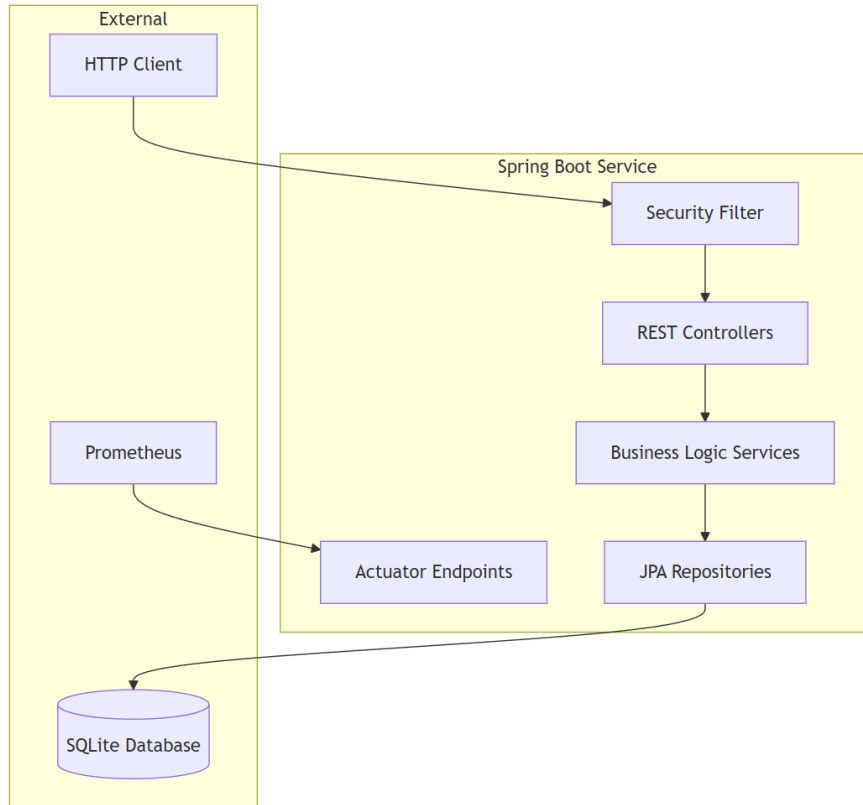 External
HTTP Client
Spring Boot Service
Security Filter
REST Controllers
Prometheus
Business Logic Services
Actuator Endpoints
JPA Repositories
SQLite Database